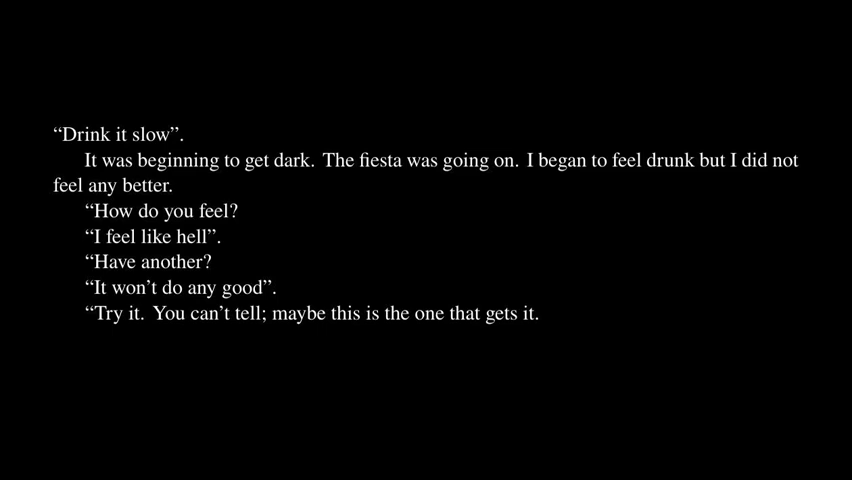 “Drink it slow”.
It was beginning to get dark. The fiesta was going on. I began to feel drunk but I did not
feel any better.
“How do you feel?
“I feel like hell”.
“Have another?
“It won’t do any good”.
“Try it. You can’t tell; maybe this is the one that gets it.